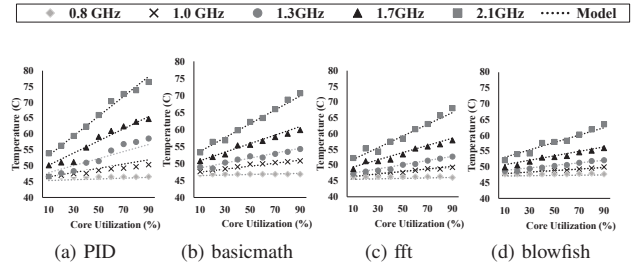 0.8 GHz 1.0 GHz 1.3GHz 1.7GHz 2.1GHz Model
Temperature (C)
80
75
70
65
60
55
50
45
40
10 30 50 70 90
Core Utilization (%)
(a) PID
Temperature (C)
80
75
70
65
60
55
50
45
40
10 30 50 70 90
Core Utilization (%)
(b) basicmath
Temperature (C)
80
75
70
65
60
55
50
45
40
10 30 50 70 90
Core Utilization (%)
(c) fft
Temperature (C)
80
75
70
65
60
55
50
45
40
10 30 50 70 90
Core Utilization (%)
(d) blowfish